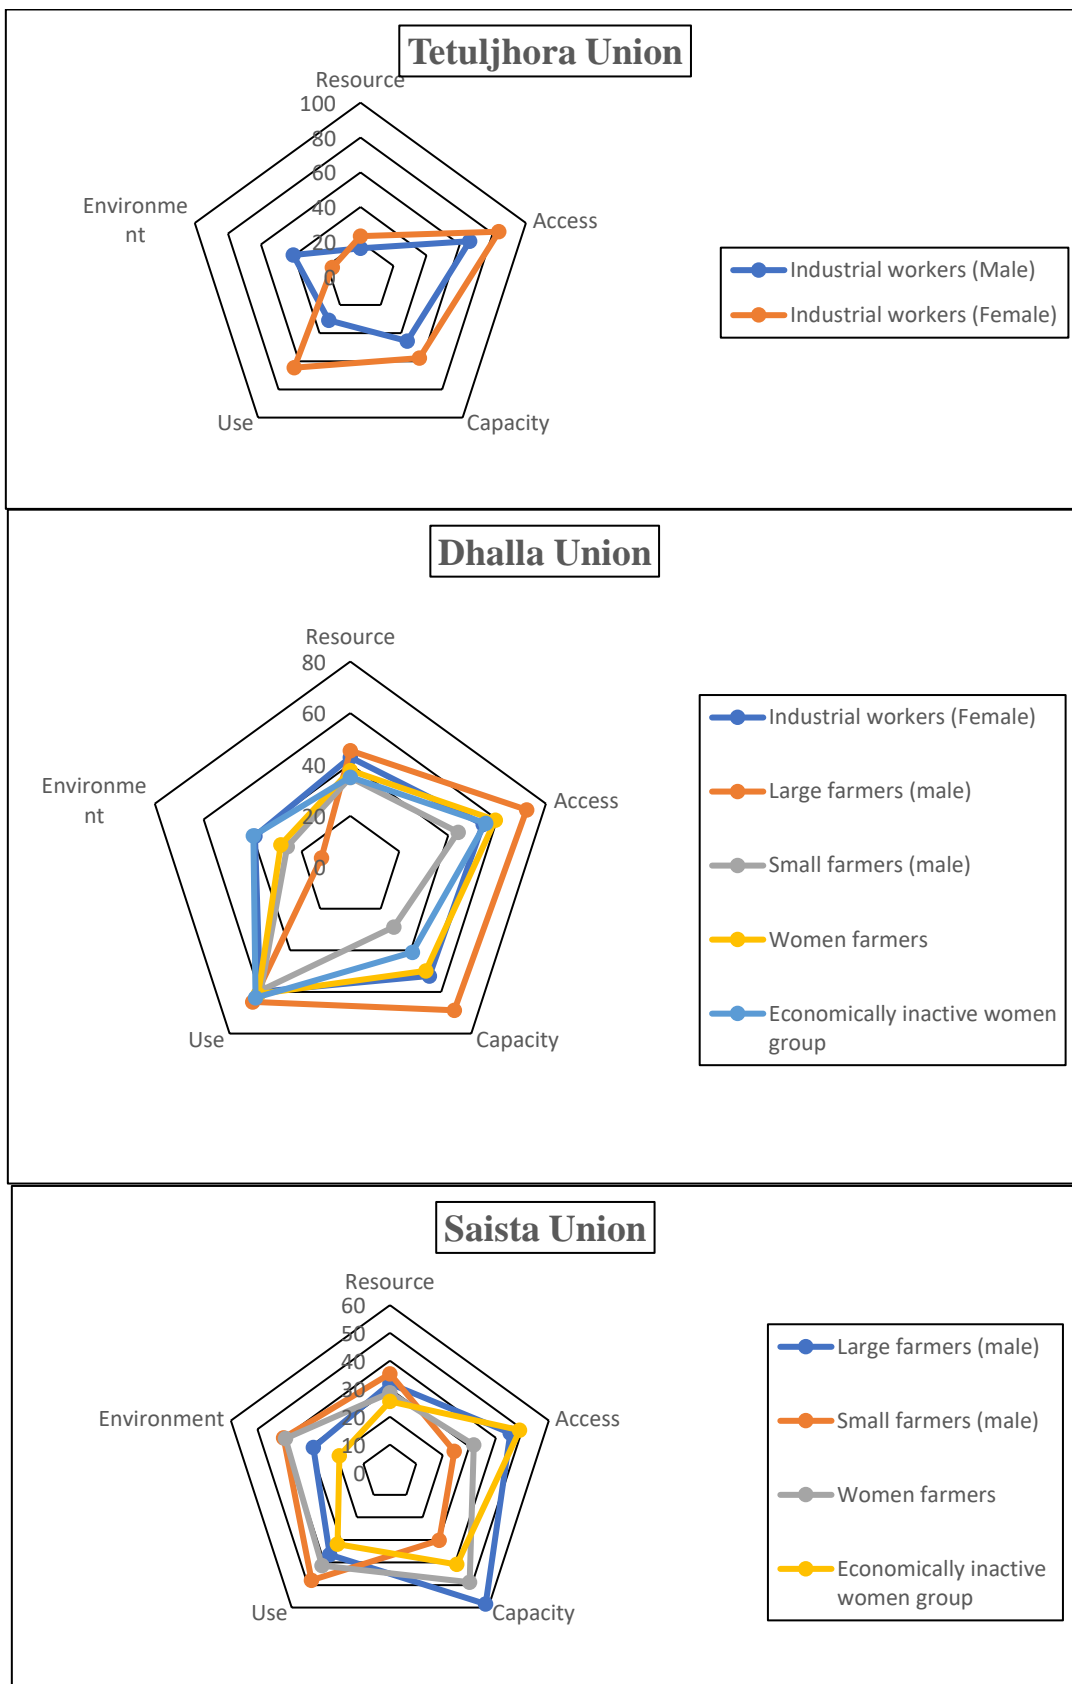 Tetuljhora Union
Resource
100
80
60
40
20
0
Environme
nt
Access
Use
Capacity
Industrial workers (Male)
Industrial workers (Female)
Dhalla Union
Resource
80
60
40
20
0
Environme
nt
Access
Use
Capacity
Industrial workers (Female)
Large farmers (male)
Small farmers (male)
Women farmers
Economically inactive women
group
Saista Union
Resource
60
50
40
30
20
10
0
Environment
Access
Use
Capacity
Large farmers (male)
Small farmers (male)
Women farmers
Economically inactive
women group